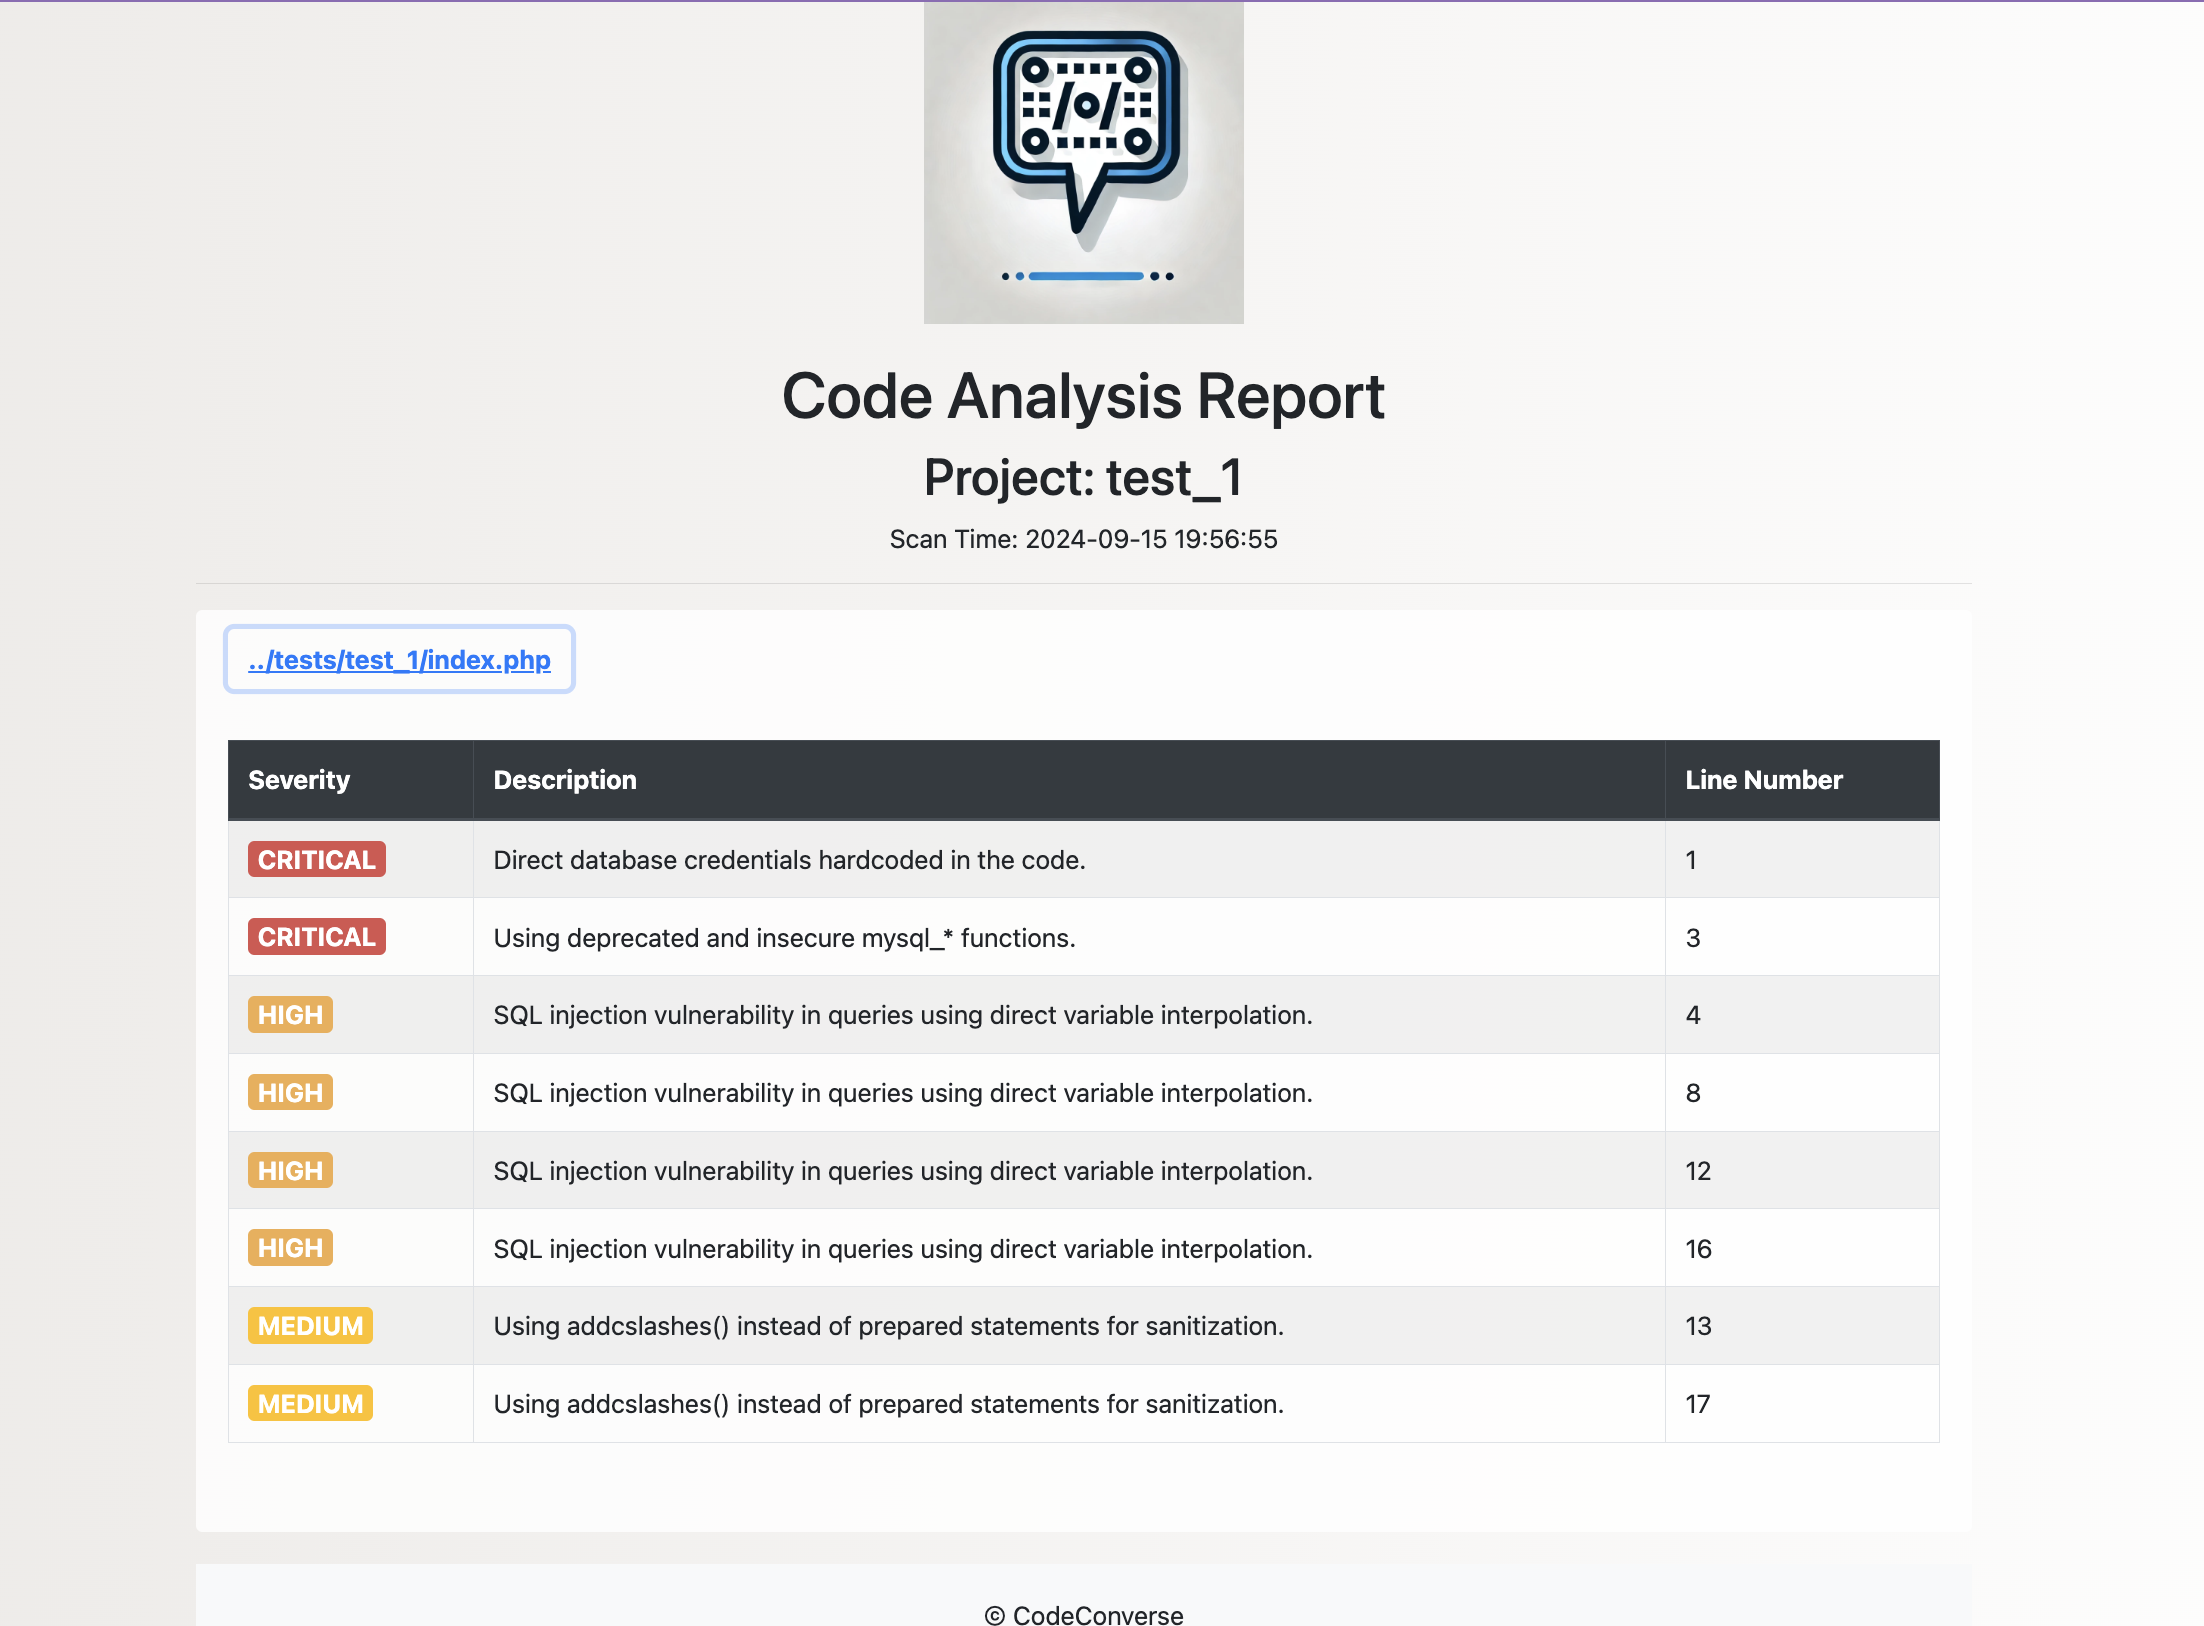 Code Analysis Report
Project: test_1
Scan Time: 2024-09-15 19:56:55
../tests/test_1/index.php
Severity Description Line Number
CRITICAL Direct database credentials hardcoded in the code. 1
CRITICAL Using deprecated and insecure mysql_* functions. 3
HIGH SQL injection vulnerability in queries using direct variable interpolation. 4
HIGH SQL injection vulnerability in queries using direct variable interpolation. 8
HIGH SQL injection vulnerability in queries using direct variable interpolation. 12
HIGH SQL injection vulnerability in queries using direct variable interpolation. 16
MEDIUM Using addcslashes() instead of prepared statements for sanitization. 13
MEDIUM Using addcslashes() instead of prepared statements for sanitization. 17
© CodeConverse